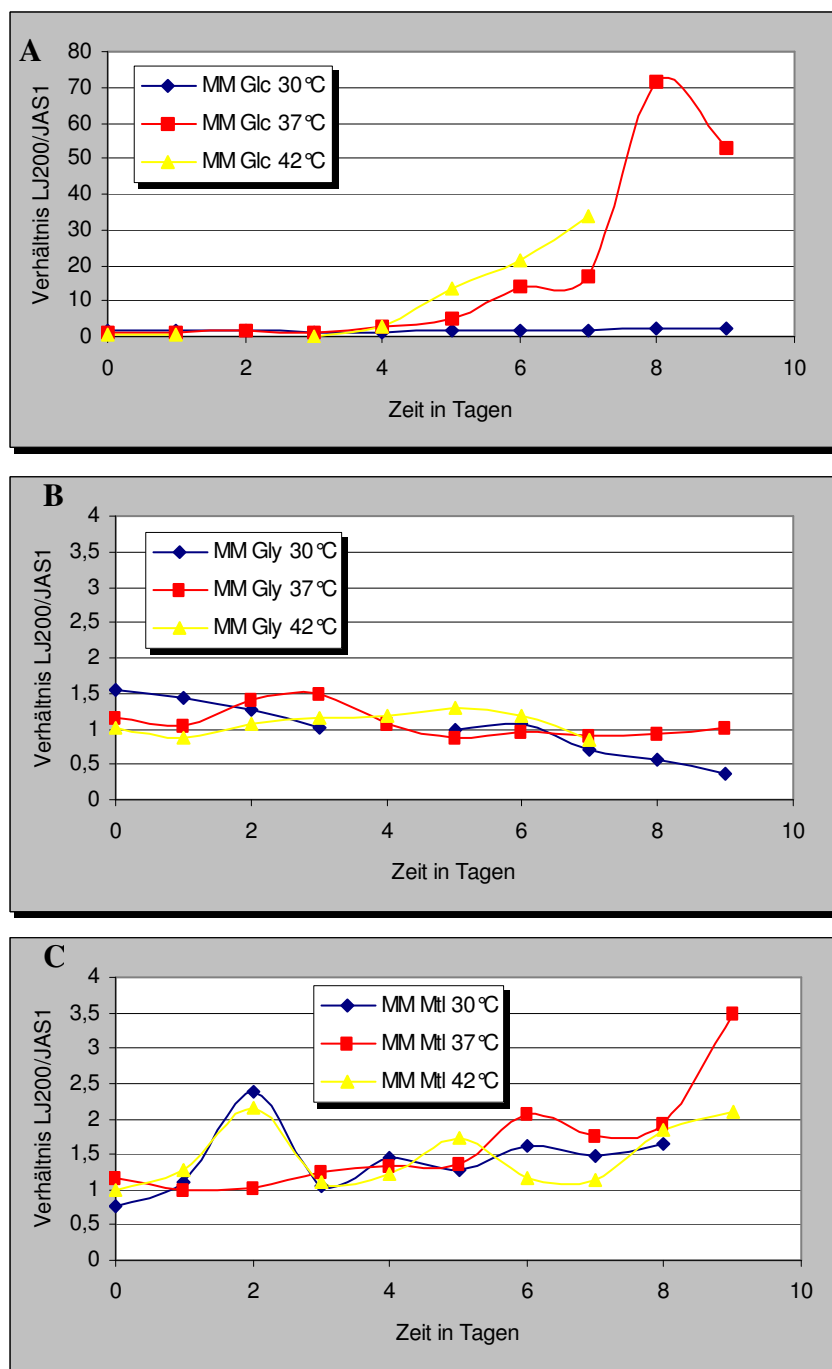 A
Verhältnis LJ200/JAS1
80
70
60
50
40
30
20
10
0
MM Glc 30°C
MM Glc 37°C
MM Glc 42°C
0 2 4 6 8 10
Zeit in Tagen
B
Verhältnis LJ200/JAS1
4
3,5
3
2,5
2
1,5
1
0,5
0
MM Gly 30°C
MM Gly 37°C
MM Gly 42°C
0 2 4 6 8 10
Zeit in Tagen
C
Verhältnis LJ200/JAS1
4
3,5
3
2,5
2
1,5
1
0,5
0
MM Mtl 30°C
MM Mtl 37°C
MM Mtl 42°C
0 2 4 6 8 10
Zeit in Tagen